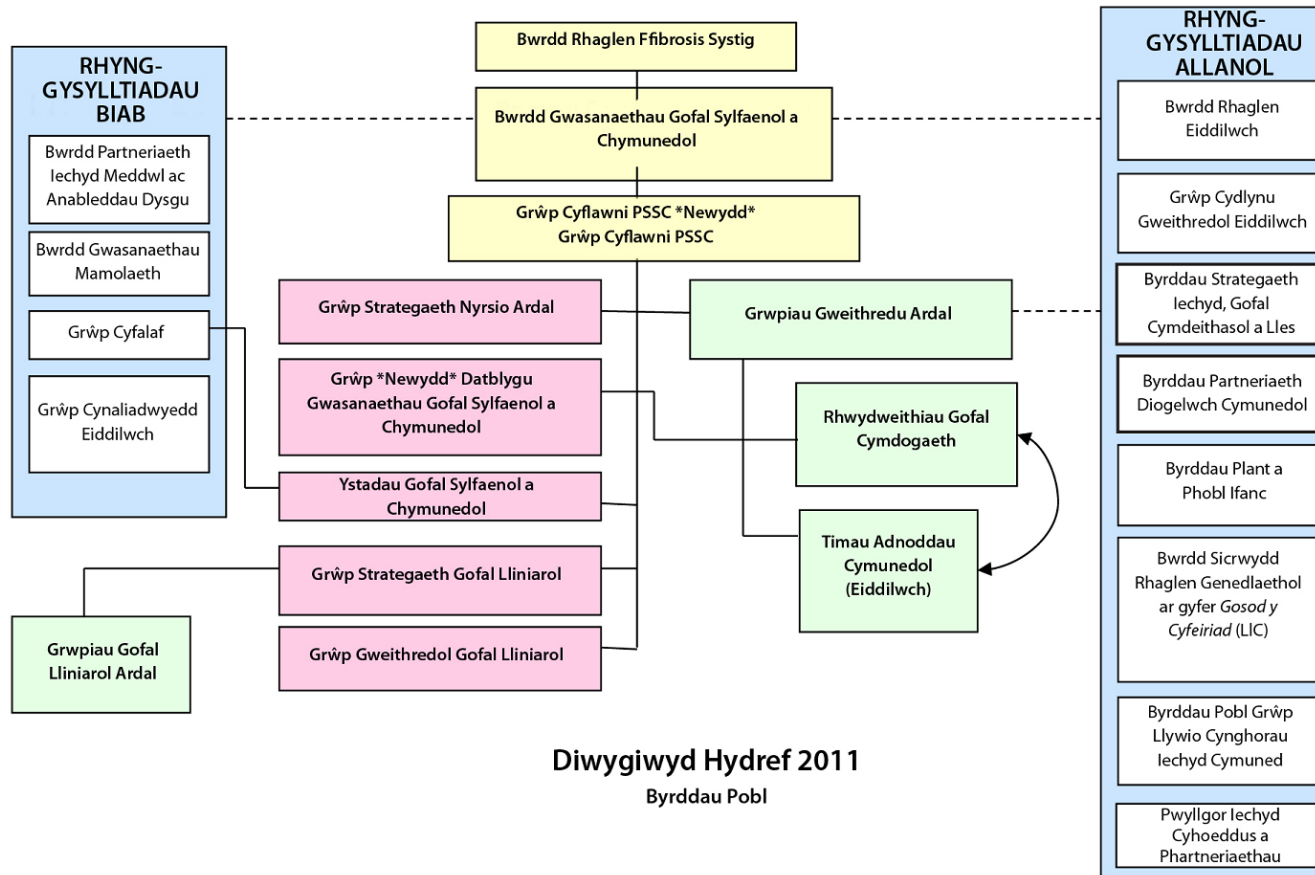 RHYNG-
GYSYLLTIADAU
BIAB
Bwrdd Partneriaeth
Iechyd Meddwl ac
Anableddau Dysgu
Bwrdd Gwasanaethau
Mamolaeth
Grŵp Cyfalaf
Grŵp Cynaliadwyedd
Eiddilwch
Bwrdd Rhaglen Ffibrosis Systig
Bwrdd Gwasanaethau Gofal Sylfaenol a
Chymunedol
Grŵp Cyflawni PSSC *Newydd*
Grŵp Cyflawni PSSC
Grŵp Strategaeth Nyrsio Ardal
Grŵp *Newydd* Datblygu
Gwasanaethau Gofal Sylfaenol a
Chymunedol
Ystadau Gofal Sylfaenol a
Chymunedol
Grŵp Strategaeth Gofal Lliniarol
Grŵp Gweithredol Gofal Lliniarol
Grwpiau Gofal
Lliniarol Ardal
Grwpiau Gweithredu Ardal
Rhwydweithiau Gofal
Cymdogaeth
Timau Adnoddau
Cymunedol
(Eiddilwch)
RHYNG-
GYSYLLTIADAU
ALLANOL
Bwrdd Rhaglen
Eiddilwch
Grŵp Cydlynu
Gweithredol Eiddilwch
Byrddau Strategaeth
Iechyd, Gofal
Cymdeithasol a Lles
Byrddau Partneriaeth
Diogelwch Cymunedol
Byrddau Plant a
Phobl Ifanc
Bwrdd Sicrwydd
Rhaglen Genedlaethol
ar gyfer Gosod y
Cyfeiriad (LlC)
Byrddau Pobl Grŵp
Llywio Cynghorau
Iechyd Cymuned
Pwyllgor Iechyd
Cyhoeddus a
Phartneriaethau
Diwygiwyd Hydref 2011
Byrddau Pobl